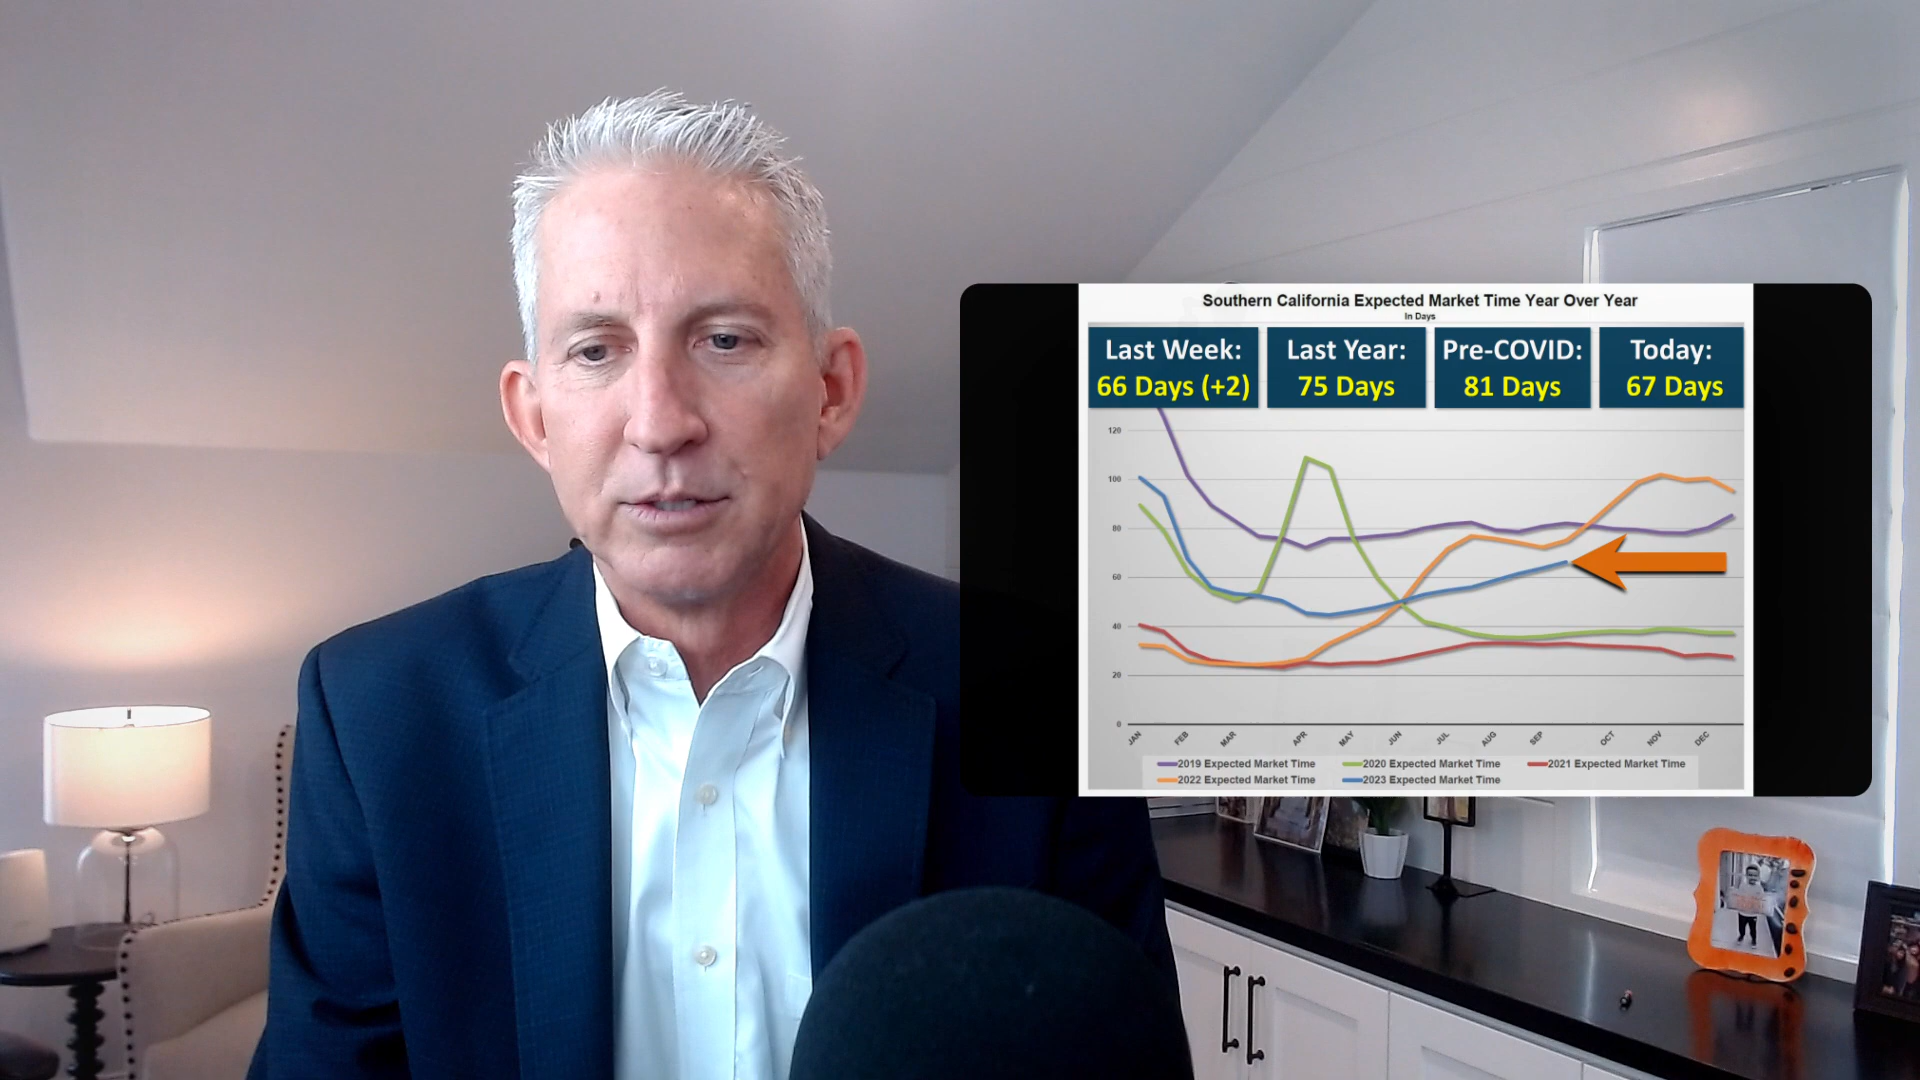 Southern California Expected Market Time Year Over Year
In Days
Last Week:
66 Days (+2)
Last Year:
75 Days
Pre-COVID:
81 Days
Today:
67 Days
120
100
80
60
40
20
0
JAN FEB MAR APR MAY JUN JUL AUG SEP OCT NOV DEC
2019 Expected Market Time 2020 Expected Market Time 2021 Expected Market Time
2022 Expected Market Time 2023 Expected Market Time